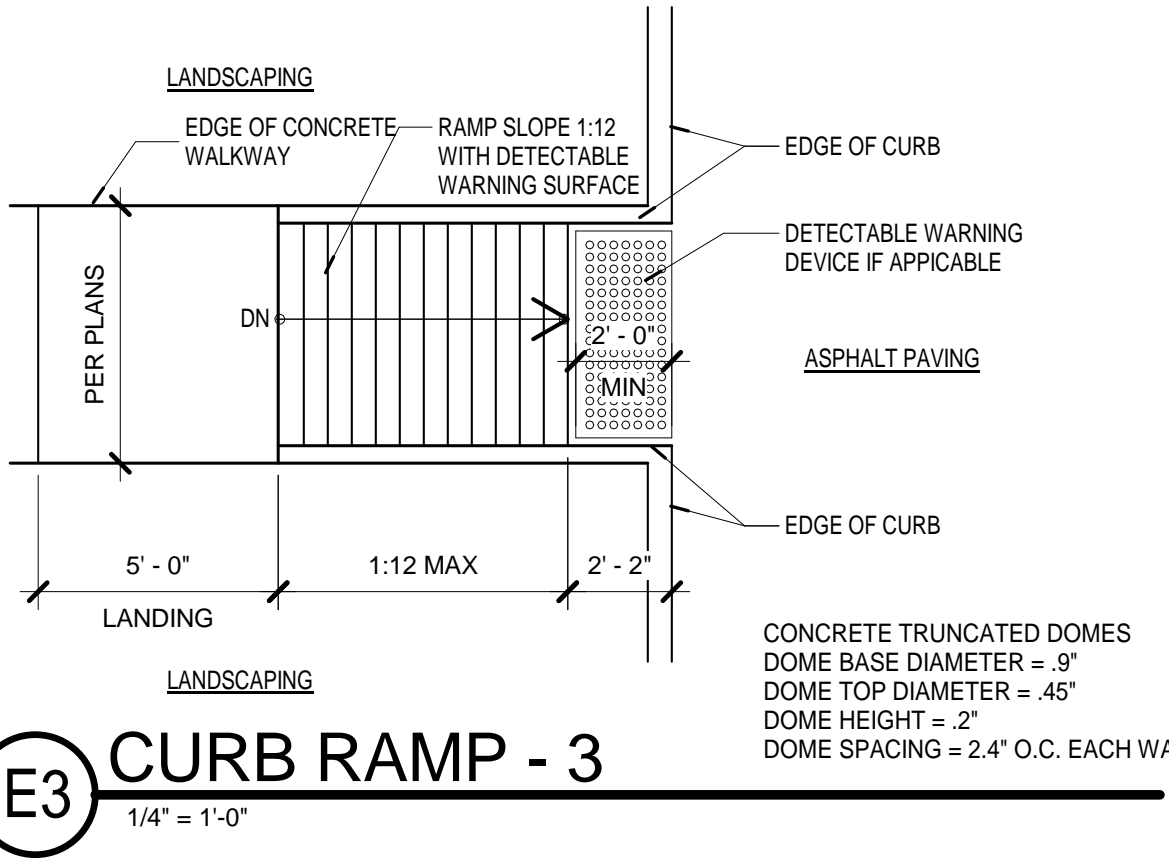 LANDSCAPING
EDGE OF CONCRETE
WALKWAY
RAMP SLOPE 1:12
WITH DETECTABLE
WARNING SURFACE
EDGE OF CURB
DETECTABLE WARNING
DEVICE IF APPICABLE
PER PLANS
DN
2' - 0"
MIN
ASPHALT PAVING
EDGE OF CURB
5' - 0"
1:12 MAX
2' - 2"
LANDING
LANDSCAPING
CONCRETE TRUNCATED DOMES
DOME BASE DIAMETER = .9"
DOME TOP DIAMETER = .45"
DOME HEIGHT = .2"
DOME SPACING = 2.4" O.C. EACH WA
E3
CURB RAMP - 3
1/4" = 1'-0"